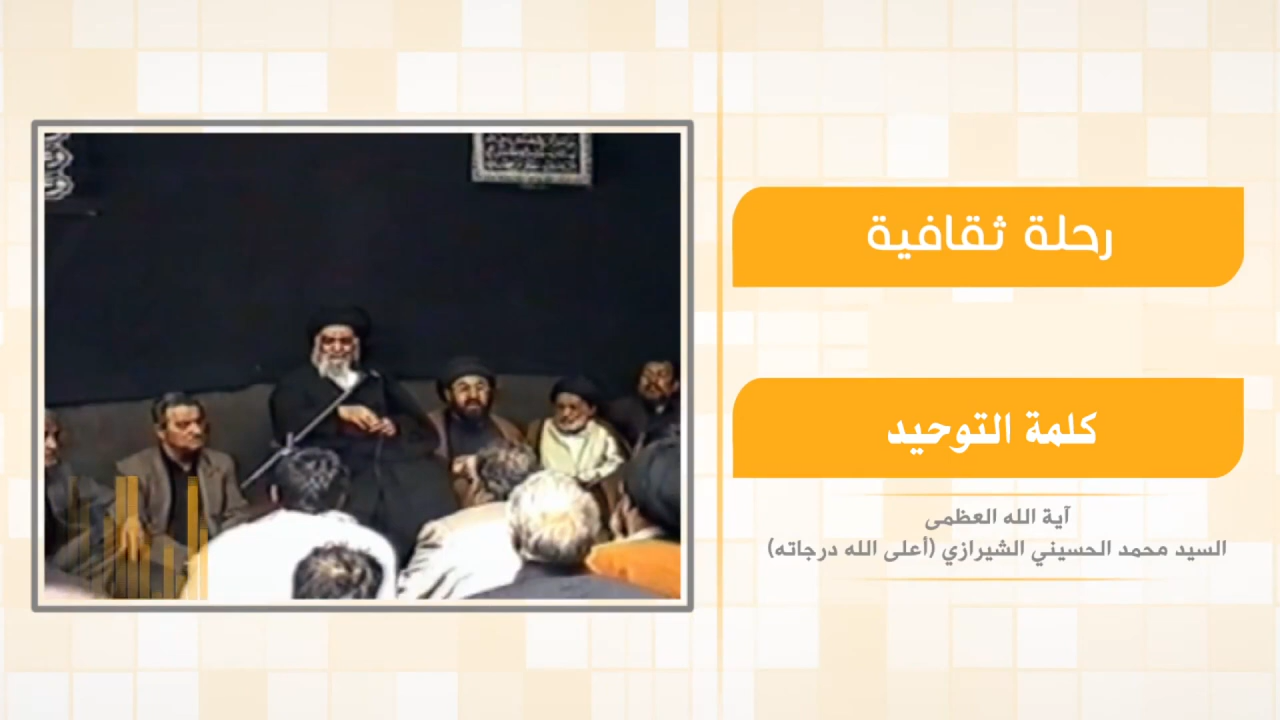 رحلة ثقافية
كلمة التوحيد
آية الله العظمى
السيد محمد الحسيني الشيرازي (أعلى الله درجاته)